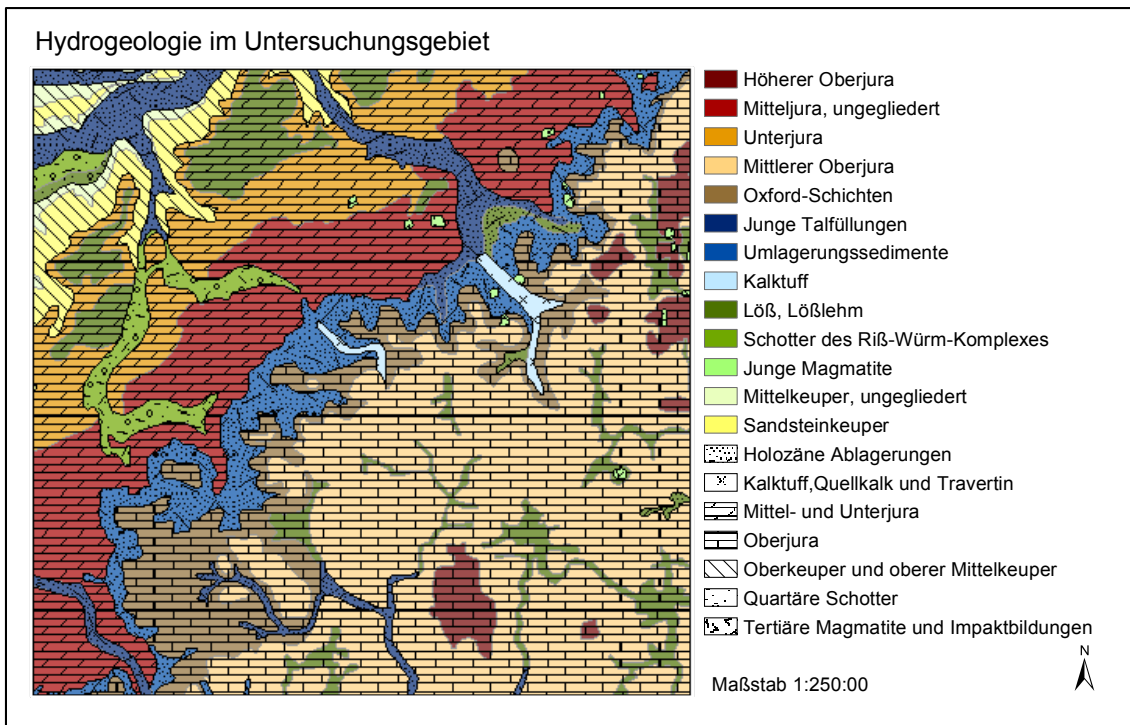 Hydrogeologie im Untersuchungsgebiet
Höherer Oberjura
Mitteljura, ungegliedert
Unterjura
Mittlerer Oberjura
Oxford-Schichten
Junge Talfüllungen
Umlagerungssedimente
Kalktuff
Löß, Lößlehm
Schotter des Riß-Würm-Komplexes
Junge Magmatite
Mittelkeuper, ungegliedert
Sandsteinkeuper
Holozäne Ablagerungen
Kalktuff,Quellkalk und Travertin
Mittel- und Unterjura
Oberjura
Oberkeuper und oberer Mittelkeuper
Quartäre Schotter
Tertiäre Magmatite und Impaktbildungen
N
Maßstab 1:250:00